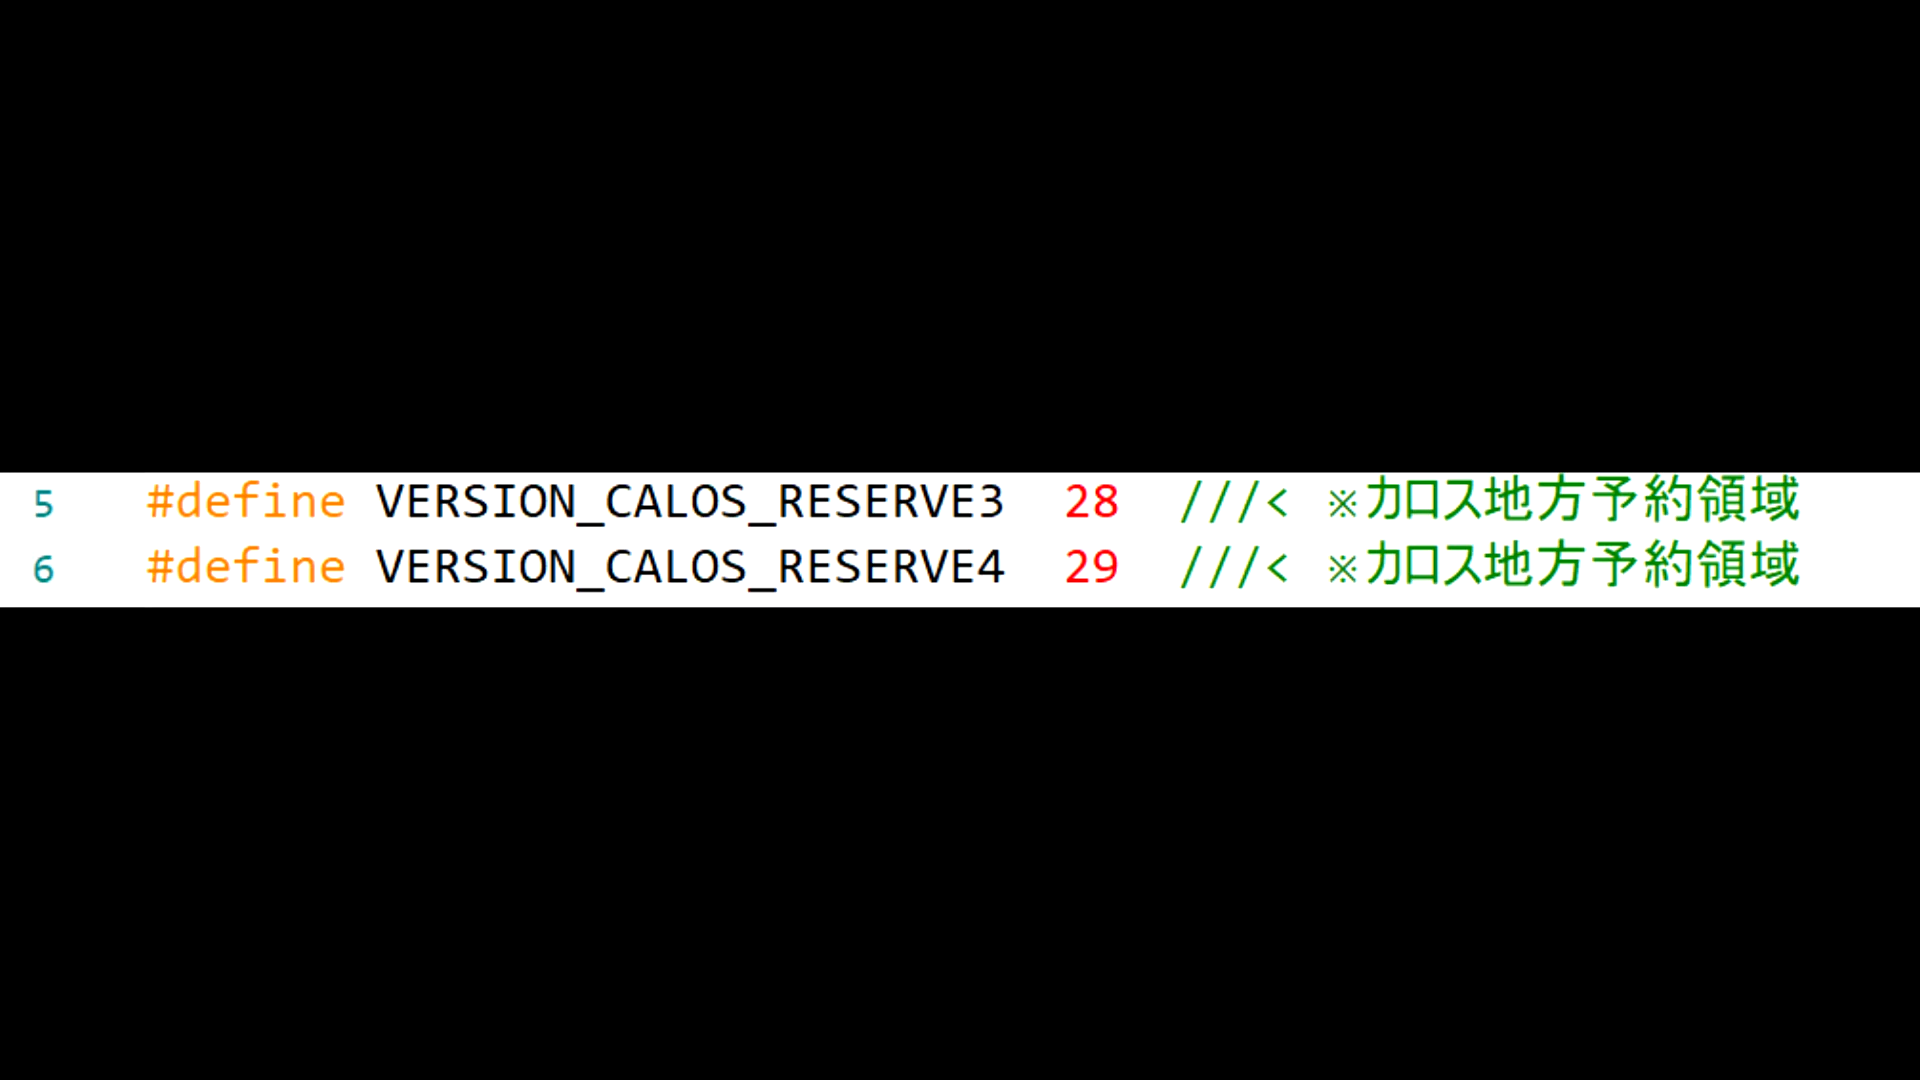 5 #define VERSION_CALOS_RESERVE3 28 ///< ※カロス地方予約領域
6 #define VERSION_CALOS_RESERVE4 29 ///< ※カロス地方予約領域